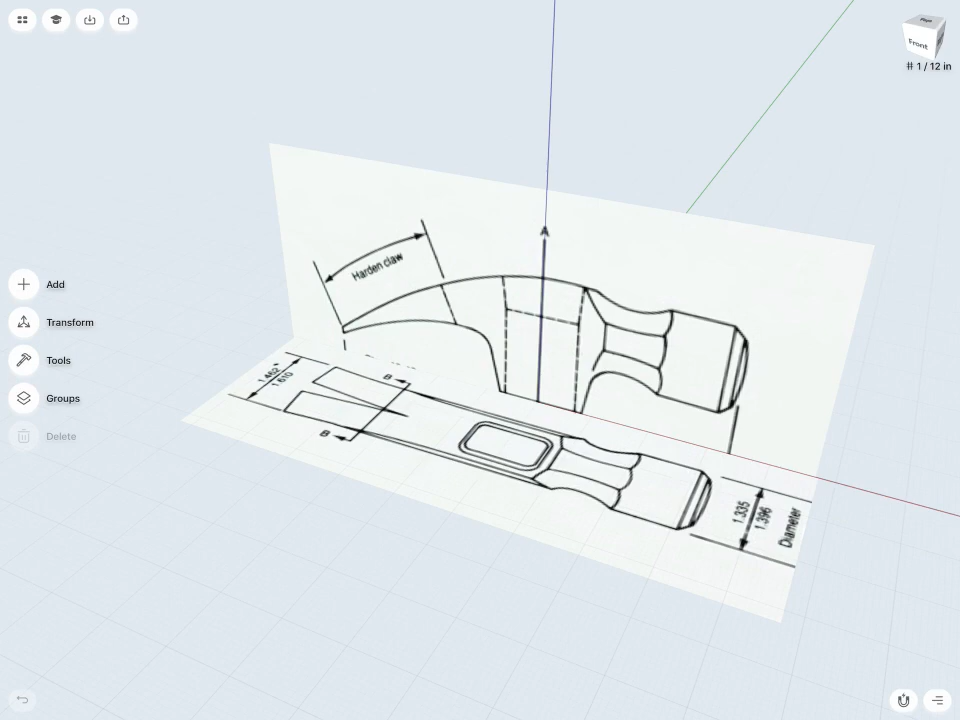 Front
# 1 / 12 in
A
Harden claw
1.462
1.610
B
B
Add
Transform
Tools
Groups
Delete
1.335
1.396
Diameter